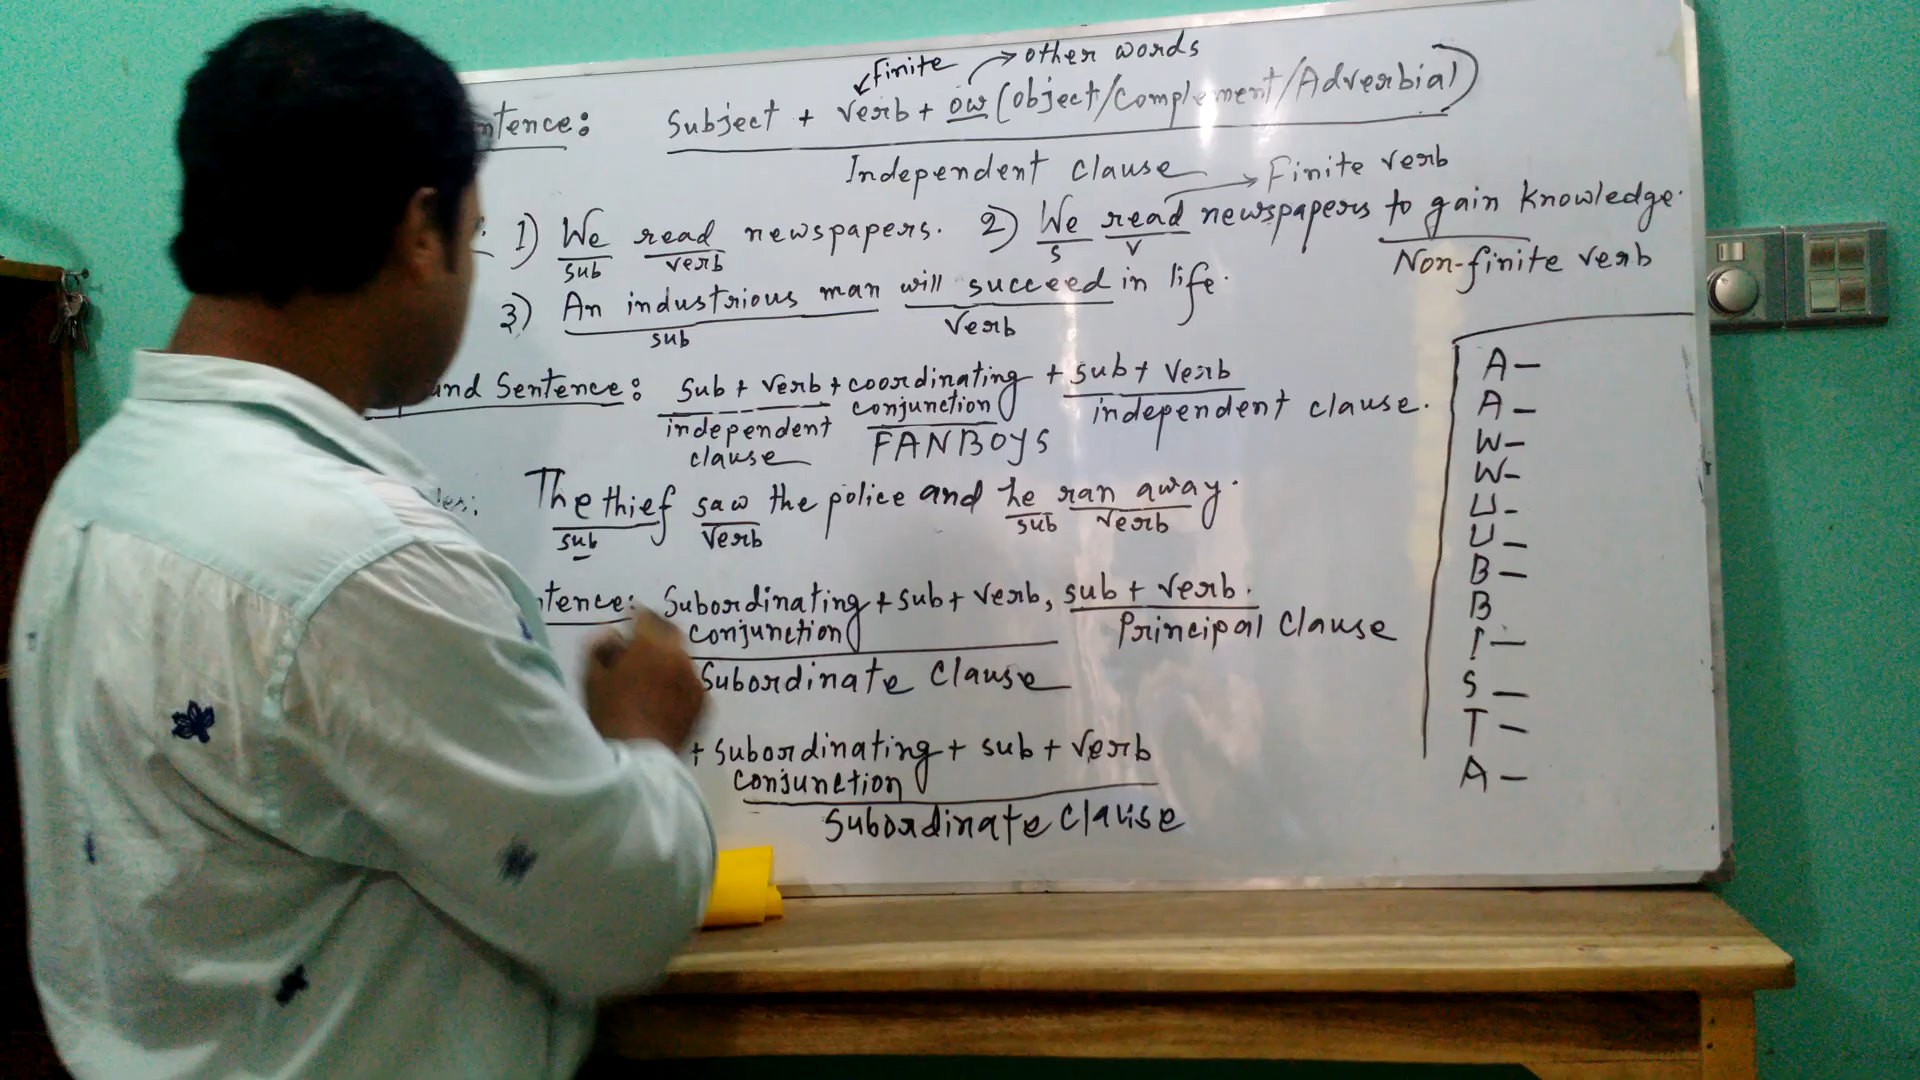 Finite → other words
ntence: Subject + verb + ow (object/complement/Adverbial)
Independent clause
→ Finite verb
1) We read newspapers. 2) We read newspapers to gain knowledge.
sub verb S V Non-finite verb
3) An industrious man will succeed in life.
sub verb
und Sentence: Sub + verb + coordinating conjunction + sub + verb
independent clause FANBOYS independent clause.
The thief saw the police and he ran away.
sub verb sub verb
ntence: Subordinating conjunction + sub + verb, sub + verb.
Subordinate Clause Principal Clause
+ subordinating conjunction + sub + verb
Subordinate Clause
A –
A –
W –
W –
U –
U –
B –
B
I –
S –
T –
A –